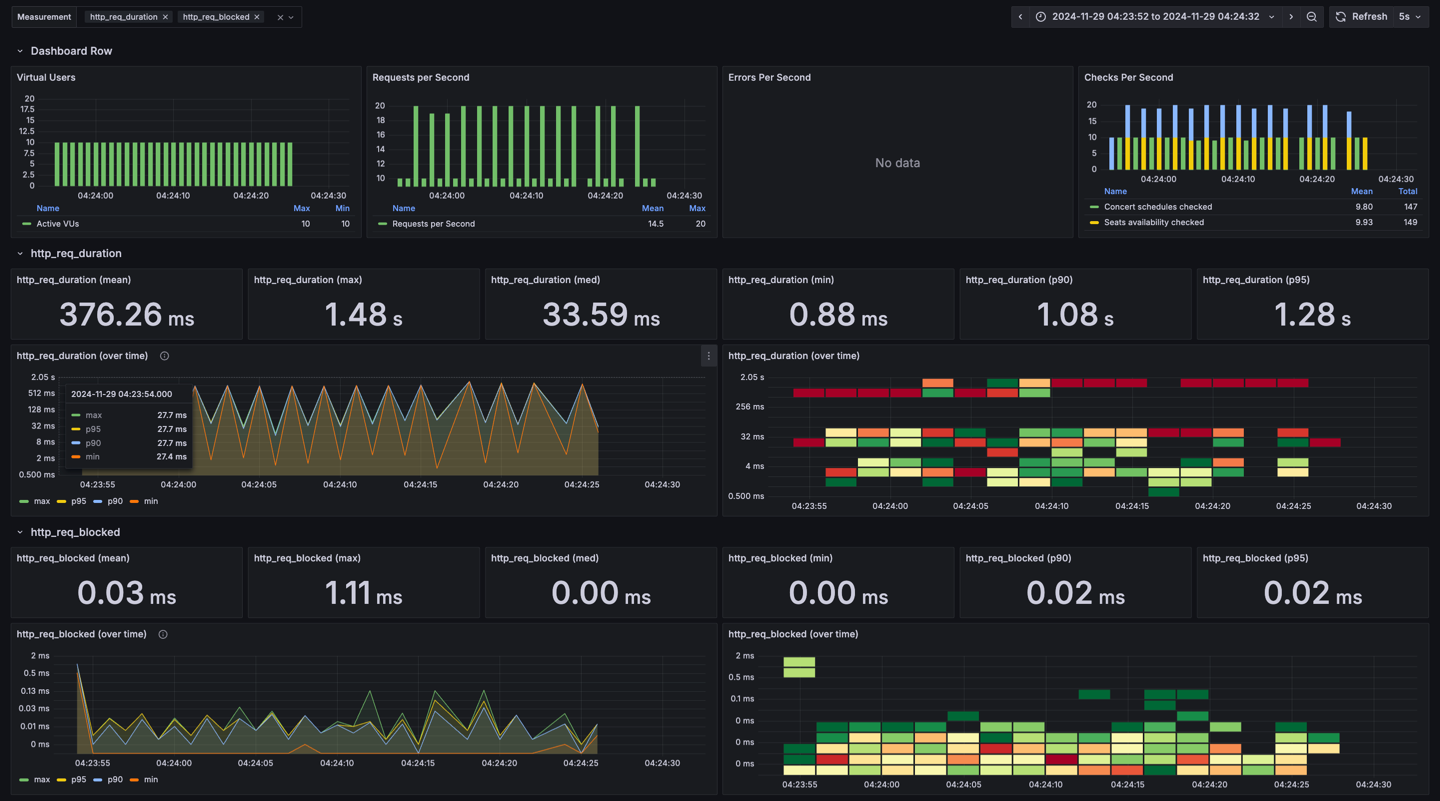 Measurement http_req_duration × http_req_blocked × × 2024-11-29 04:23:52 to 2024-11-29 04:24:32 Refresh 5s
Dashboard Row
Virtual Users
20
17.5
15
12.5
10
7.5
5
2.5
0
04:24:00 04:24:10 04:24:20 04:24:30
Name Max Min
Active VUs 10 10
Requests per Second
20
18
16
14
12
10
04:24:00 04:24:10 04:24:20 04:24:30
Name Mean Max
Requests per Second 14.5 20
Errors Per Second
No data
Checks Per Second
20
15
10
5
0
04:24:00 04:24:10 04:24:20 04:24:30
Name Mean Total
Concert schedules checked 9.80 147
Seats availability checked 9.93 149
http_req_duration
http_req_duration (mean)
376.26 ms
http_req_duration (max)
1.48 s
http_req_duration (med)
33.59 ms
http_req_duration (min)
0.88 ms
http_req_duration (p90)
1.08 s
http_req_duration (p95)
1.28 s
http_req_duration (over time)
2.05 s
512 ms
128 ms
32 ms
8 ms
2 ms
0.500 ms
2024-11-29 04:23:54.000
max 27.7 ms
p95 27.7 ms
p90 27.7 ms
min 27.4 ms
04:23:55 04:24:00 04:24:05 04:24:10 04:24:15 04:24:20 04:24:25 04:24:30
max p95 p90 min
http_req_duration (over time)
2.05 s
256 ms
32 ms
4 ms
0.500 ms
04:23:55 04:24:00 04:24:05 04:24:10 04:24:15 04:24:20 04:24:25 04:24:30
http_req_blocked
http_req_blocked (mean)
0.03 ms
http_req_blocked (max)
1.11 ms
http_req_blocked (med)
0.00 ms
http_req_blocked (min)
0.00 ms
http_req_blocked (p90)
0.02 ms
http_req_blocked (p95)
0.02 ms
http_req_blocked (over time)
2 ms
0.5 ms
0.13 ms
0.03 ms
0.01 ms
0 ms
04:23:55 04:24:00 04:24:05 04:24:10 04:24:15 04:24:20 04:24:25 04:24:30
max p95 p90 min
http_req_blocked (over time)
2 ms
0.5 ms
0.1 ms
0 ms
0 ms
0 ms
04:23:55 04:24:00 04:24:05 04:24:10 04:24:15 04:24:20 04:24:25 04:24:30